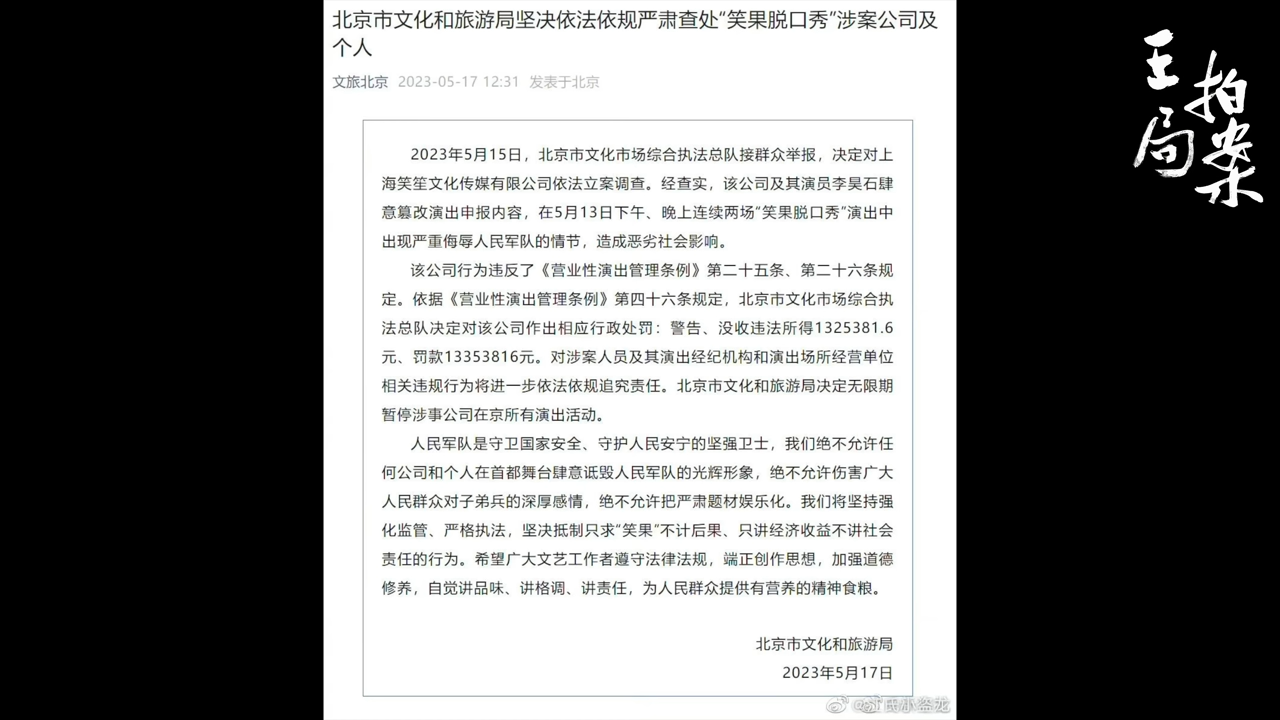 北京市文化和旅游局坚决依法依规严肃查处“笑果脱口秀”涉案公司及
个人
文旅北京 2023-05-17 12:31 发表于北京
2023年5月15日，北京市文化市场综合执法总队接群众举报，决定对上
海笑笙文化传媒有限公司依法立案调查。经查实，该公司及其演员李昊石肆
意篡改演出申报内容，在5月13日下午、晚上连续两场“笑果脱口秀”演出中
出现严重侮辱人民军队的情节，造成恶劣社会影响。
该公司行为违反了《营业性演出管理条例》第二十五条、第二十六条规
定。依据《营业性演出管理条例》第四十六条规定，北京市文化市场综合执
法总队决定对该公司作出相应行政处罚：警告、没收违法所得1325381.6
元、罚款13353816元。对涉案人员及其演出经纪机构和演出场所经营单位
相关违规行为将进一步依法依规追究责任。北京市文化和旅游局决定无限期
暂停涉事公司在京所有演出活动。
人民军队是守卫国家安全、守护人民安宁的坚强卫士，我们绝不允许任
何公司和个人在首都舞台肆意诋毁人民军队的光辉形象，绝不允许伤害广大
人民群众对子弟兵的深厚感情，绝不允许把严肃题材娱乐化。我们将坚持强
化监管、严格执法，坚决抵制只求“笑果”不计后果、只讲经济收益不讲社会
责任的行为。希望广大文艺工作者遵守法律法规，端正创作思想，加强道德
修养，自觉讲品味、讲格调、讲责任，为人民群众提供有营养的精神食粮。
北京市文化和旅游局
2023年5月17日
王局拍案